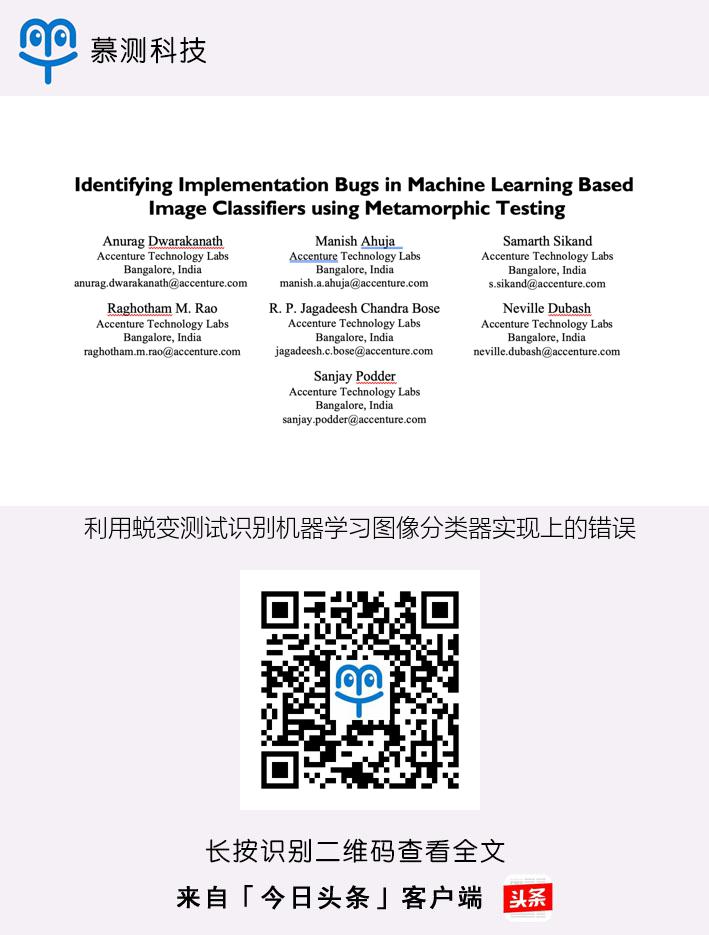 慕测科技
Identifying Implementation Bugs in Machine Learning Based
Image Classifiers using Metamorphic Testing
Anurag Dwarakanath
Accenture Technology Labs
Bangalore, India
anurag.dwarakanath@accenture.com
Manish Ahuja
Accenture Technology Labs
Bangalore, India
manish.a.ahuja@accenture.com
Samarth Sikand
Accenture Technology Labs
Bangalore, India
s.sikand@accenture.com
Raghotham M. Rao
Accenture Technology Labs
Bangalore, India
raghotham.m.rao@accenture.com
R. P. Jagadeesh Chandra Bose
Accenture Technology Labs
Bangalore, India
jagadeesh.c.bose@accenture.com
Neville Dubash
Accenture Technology Labs
Bangalore, India
neville.dubash@accenture.com
Sanjay Podder
Accenture Technology Labs
Bangalore, India
sanjay.podder@accenture.com
利用蜕变测试识别机器学习图像分类器实现上的错误
长按识别二维码查看全文
来自「今日头条」客户端
头条